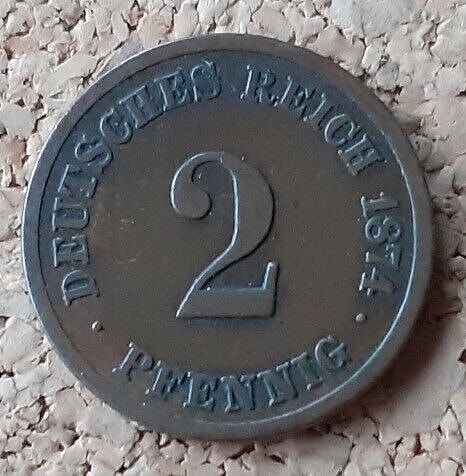 DEUTSCHES REICH 1874
2
PFENNIG